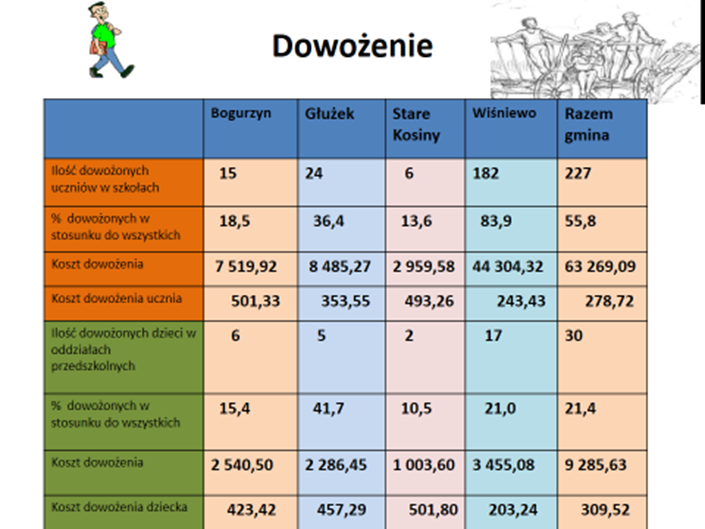 Dowożenie
Bogurzyn Głużek Stare Kosiny Wiśniewo Razem gmina
Ilość dowożonych uczniów w szkołach 15 24 6 182 227
% dowożonych w stosunku do wszystkich 18,5 36,4 13,6 83,9 55,8
Koszt dowożenia 7 519,92 8 485,27 2 959,58 44 304,32 63 269,09
Koszt dowożenia ucznia 501,33 353,55 493,26 243,43 278,72
Ilość dowożonych dzieci w oddziałach przedszkolnych 6 5 2 17 30
% dowożonych w stosunku do wszystkich 15,4 41,7 10,5 21,0 21,4
Koszt dowożenia 2 540,50 2 286,45 1 003,60 3 455,08 9 285,63
Koszt dowożenia dziecka 423,42 457,29 501,80 203,24 309,52